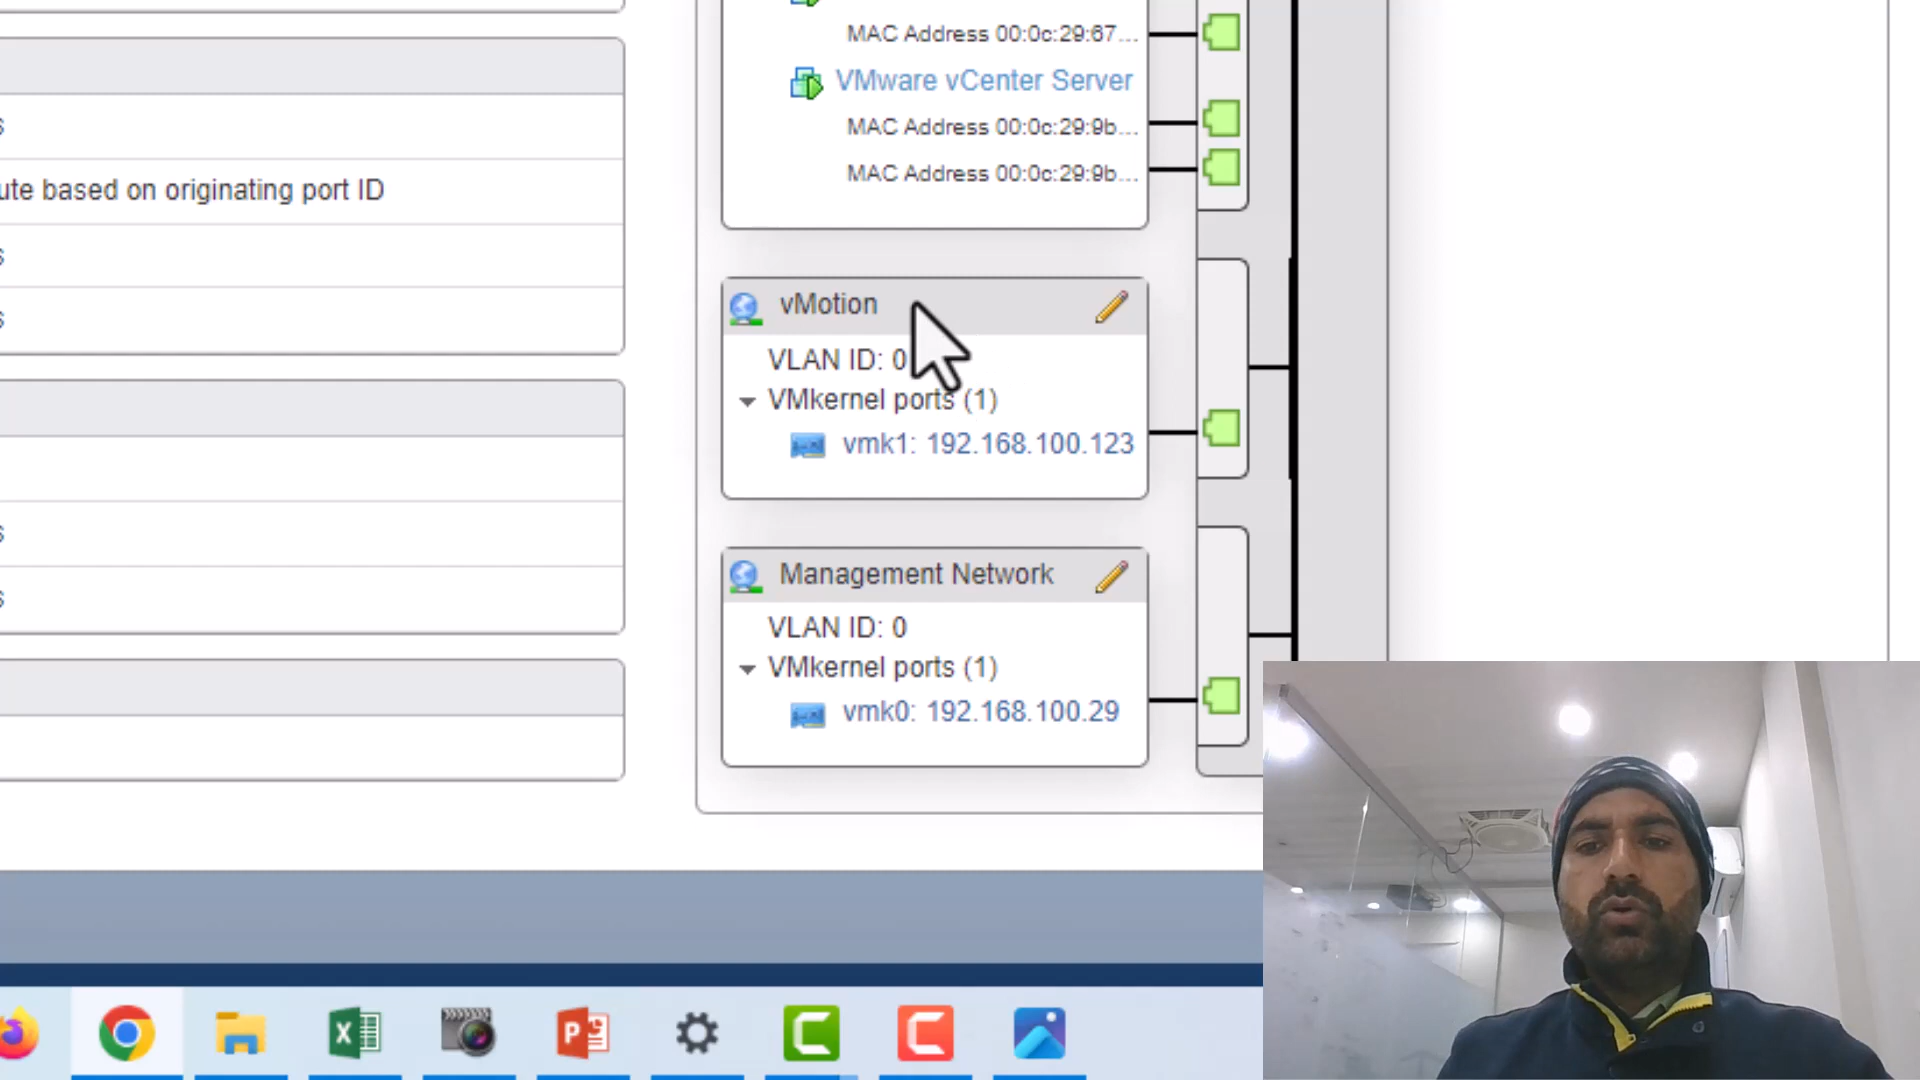 MAC Address 00:0c:29:67...
VMware vCenter Server
MAC Address 00:0c:29:9b...
MAC Address 00:0c:29:9b...
s
ute based on originating port ID
s
s
s
s
vMotion
VLAN ID: 0
VMkernel ports (1)
vmk1: 192.168.100.123
Management Network
VLAN ID: 0
VMkernel ports (1)
vmk0: 192.168.100.29